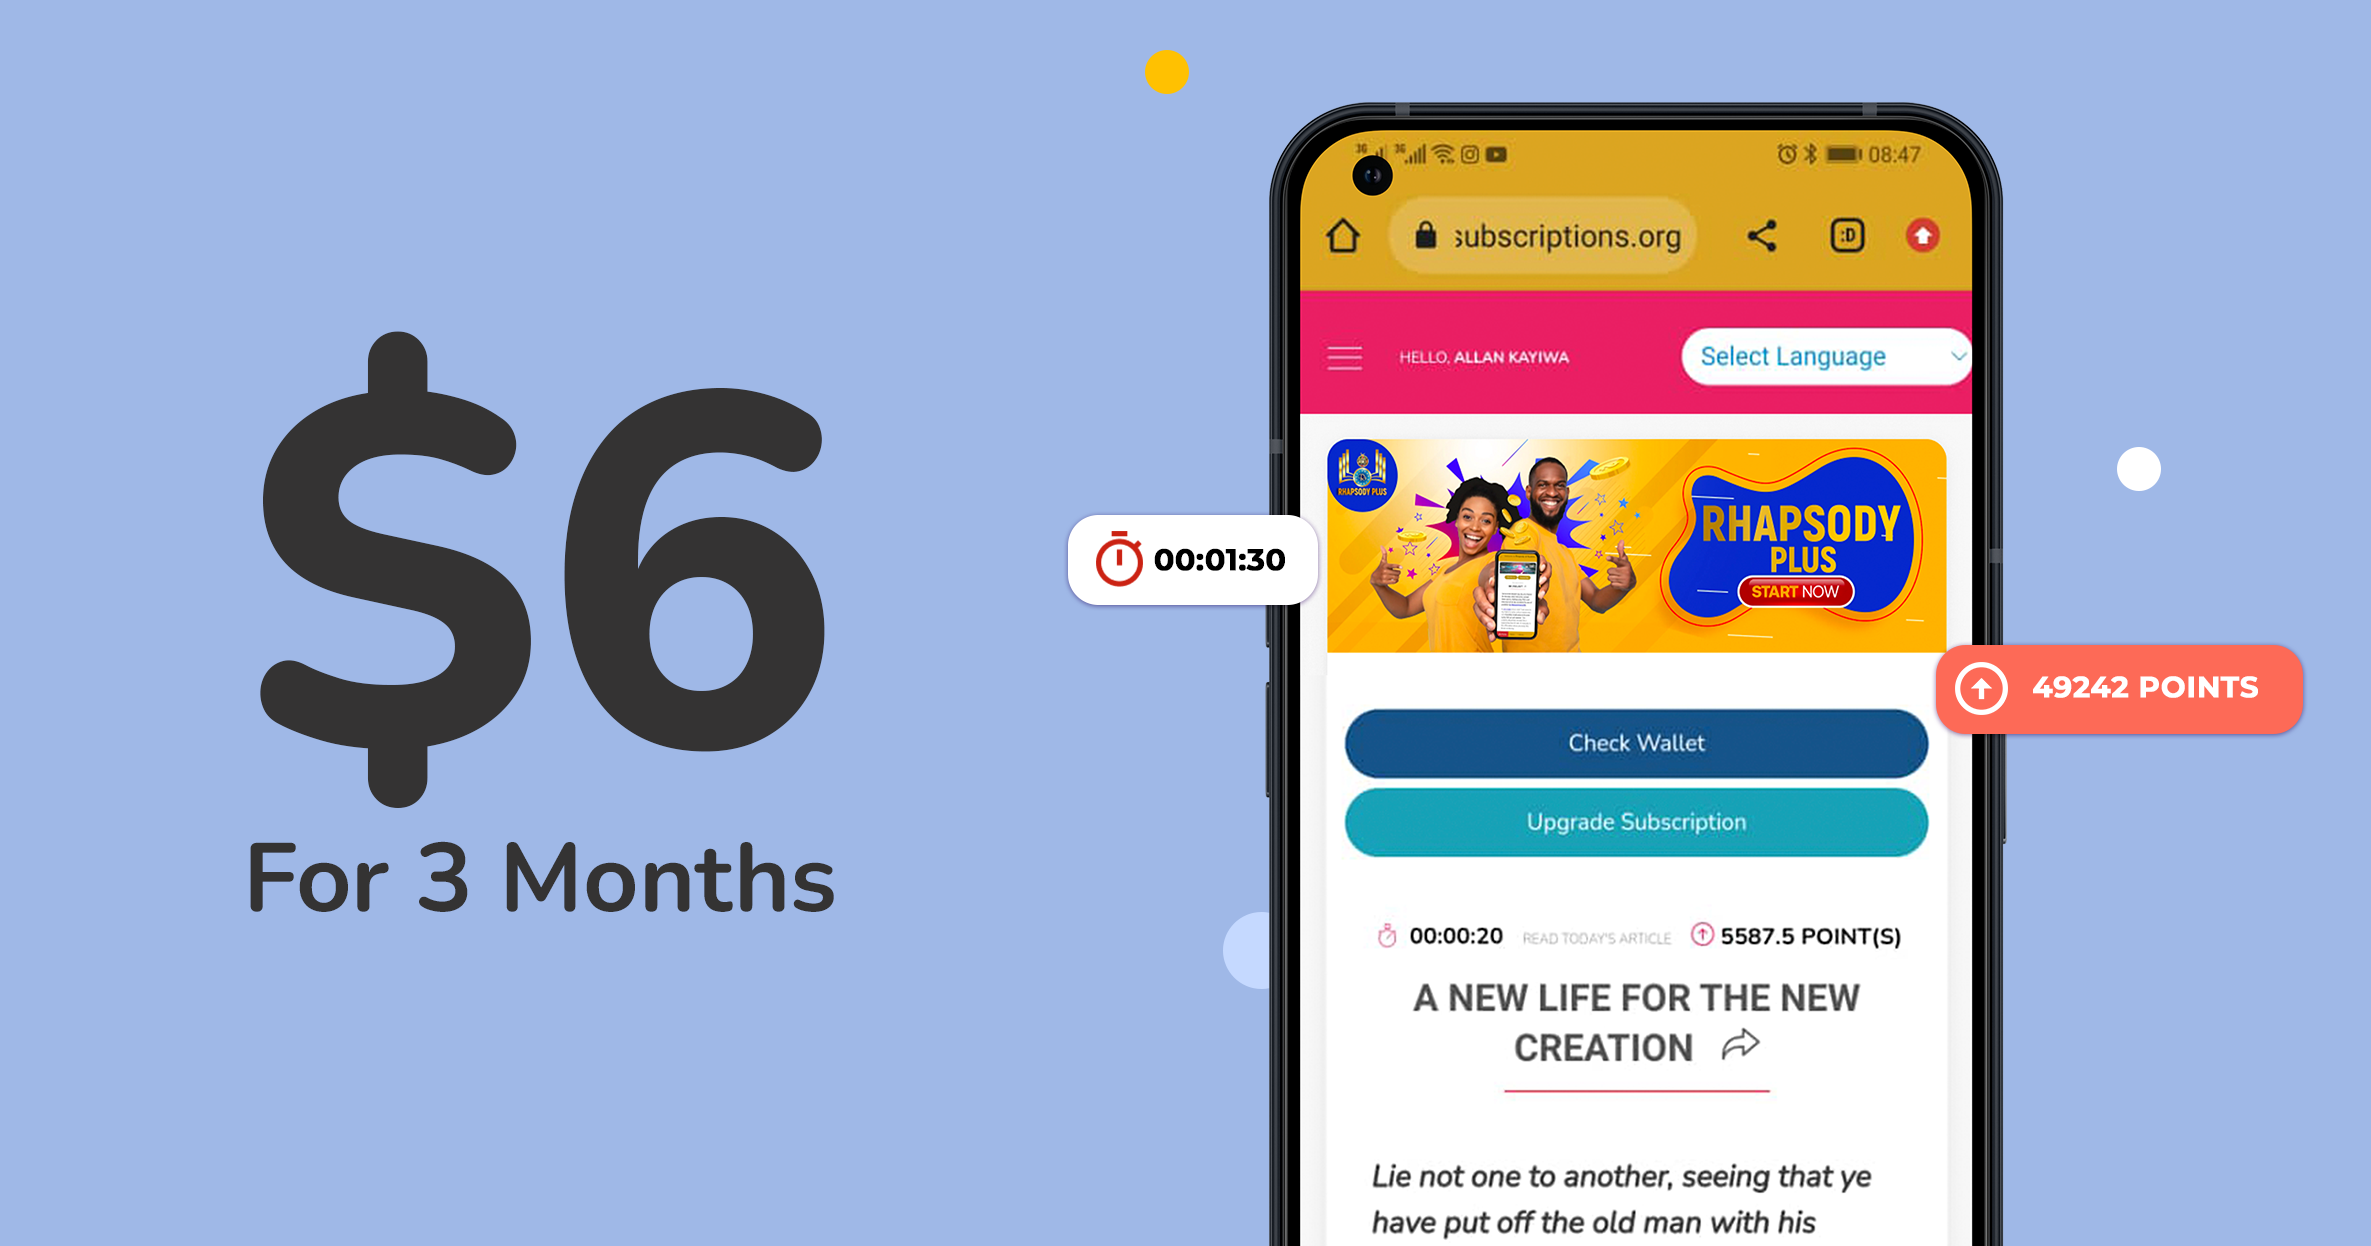 $6
For 3 Months
3G 3G 08:47
subscriptions.org :D
HELLO, ALLAN KAYIWA
Select Language
RHAPSODY PLUS
RHAPSODY
PLUS
START NOW
00:01:30
49242 POINTS
Check Wallet
Upgrade Subscription
00:00:20 READ TODAY'S ARTICLE 5587.5 POINT(S)
A NEW LIFE FOR THE NEW
CREATION
Lie not one to another, seeing that ye
have put off the old man with his